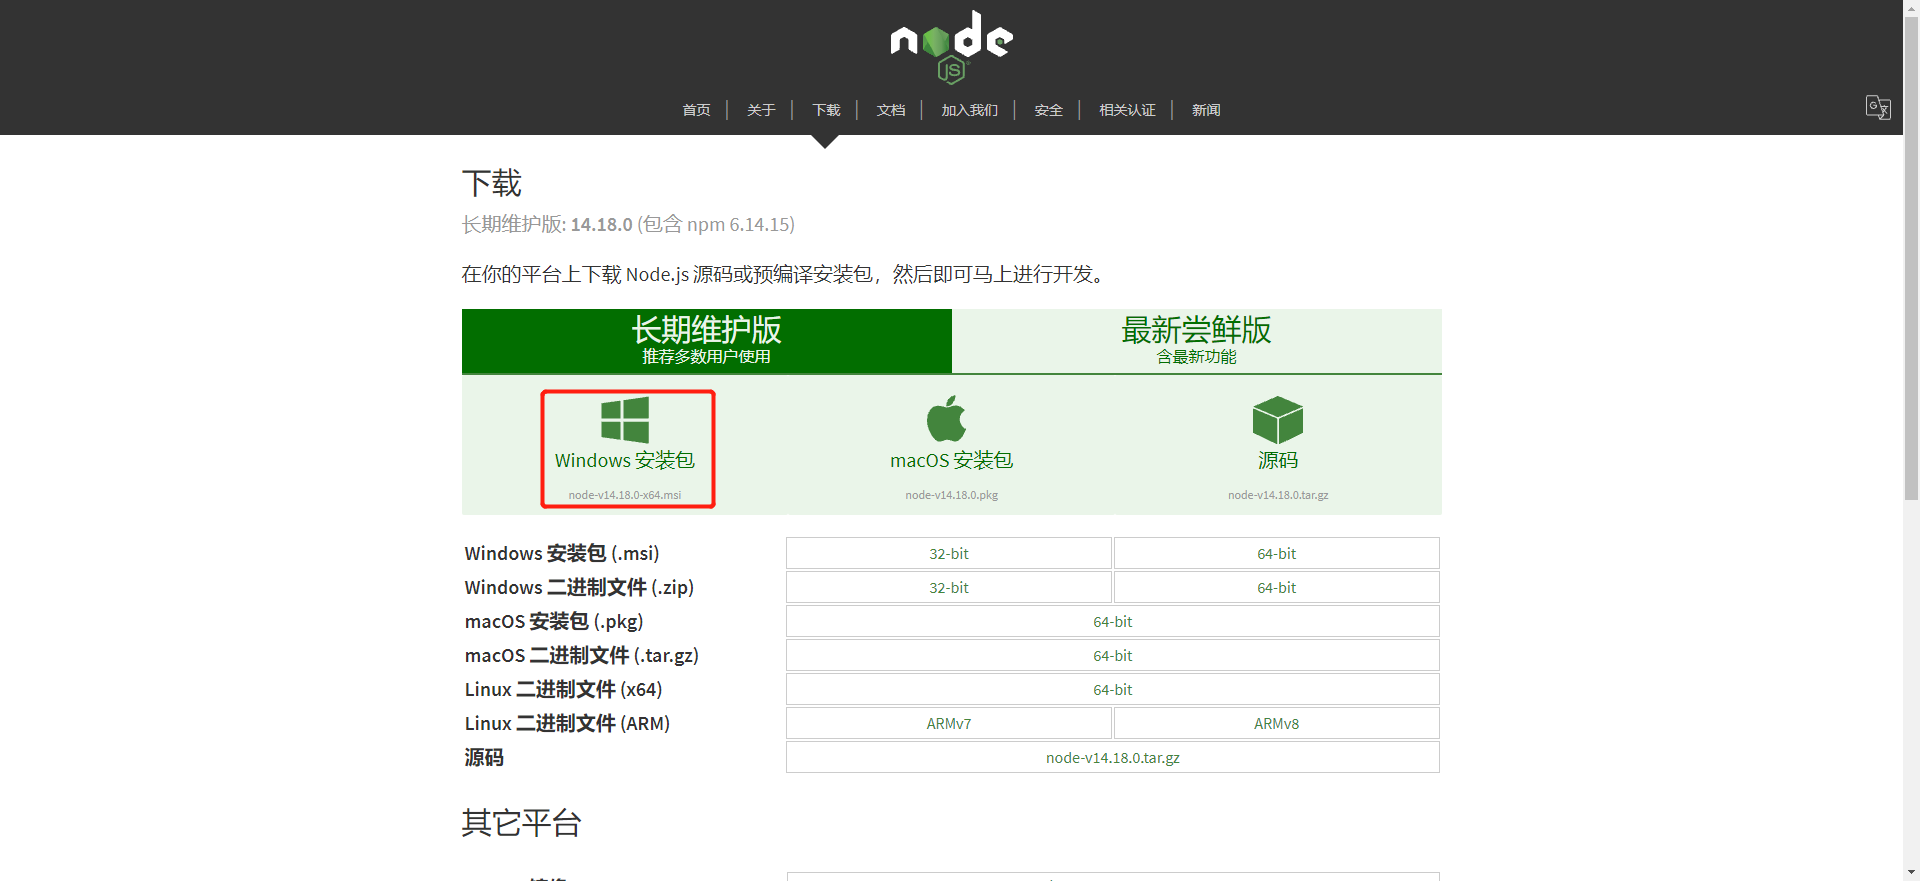 node
JS
首页 关于 下载 文档 加入我们 安全 相关认证 新闻
下载
长期维护版: 14.18.0 (包含 npm 6.14.15)
在你的平台上下载 Node.js 源码或预编译安装包，然后即可马上进行开发。
长期维护版
推荐多数用户使用
最新尝鲜版
含最新功能
Windows 安装包
node-v14.18.0-x64.msi
macOS 安装包
node-v14.18.0.pkg
源码
node-v14.18.0.tar.gz
Windows 安装包 (.msi) 32-bit 64-bit
Windows 二进制文件 (.zip) 32-bit 64-bit
macOS 安装包 (.pkg) 64-bit
macOS 二进制文件 (.tar.gz) 64-bit
Linux 二进制文件 (x64) 64-bit
Linux 二进制文件 (ARM) ARMv7 ARMv8
源码 node-v14.18.0.tar.gz
其它平台